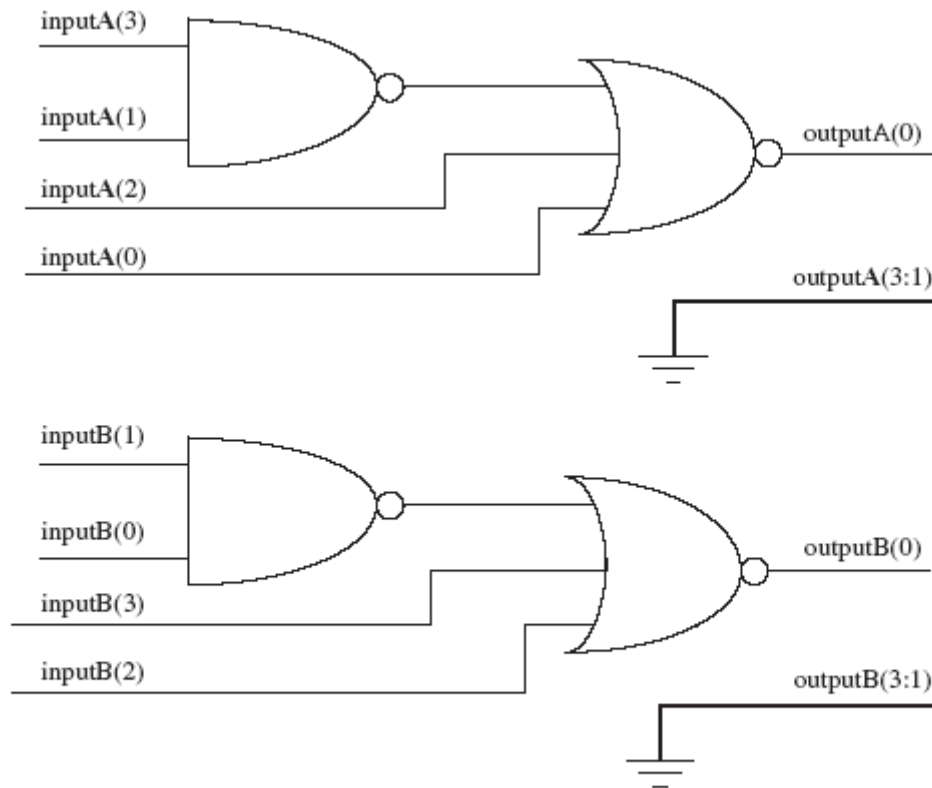 inputA(3)
inputA(1)
inputA(2)
inputA(0)
outputA(0)
outputA(3:1)
inputB(1)
inputB(0)
inputB(3)
inputB(2)
outputB(0)
outputB(3:1)